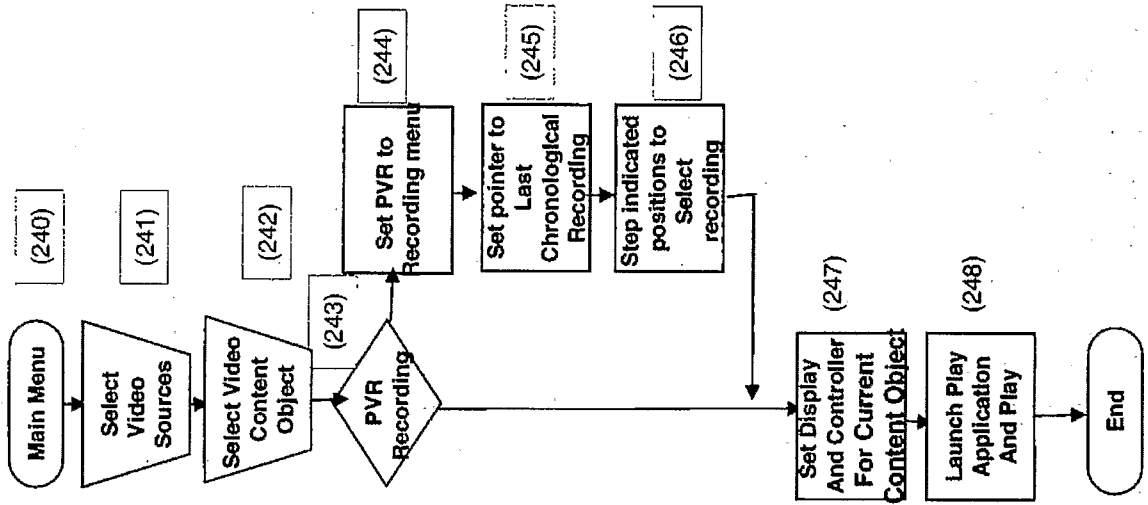 Main Menu
(240)
Select
Video
Sources
(241)
Select Video
Content
Object
(242)
PVR
Recording
(243)
Set PVR to
Recording menu
(244)
Set pointer to
Last
Chronological
Recording
(245)
Step indicated
positions to
Select
recording
(246)
Set Display
And Controller
For Current
Content Object
(247)
Launch Play
Application
And Play
(248)
End